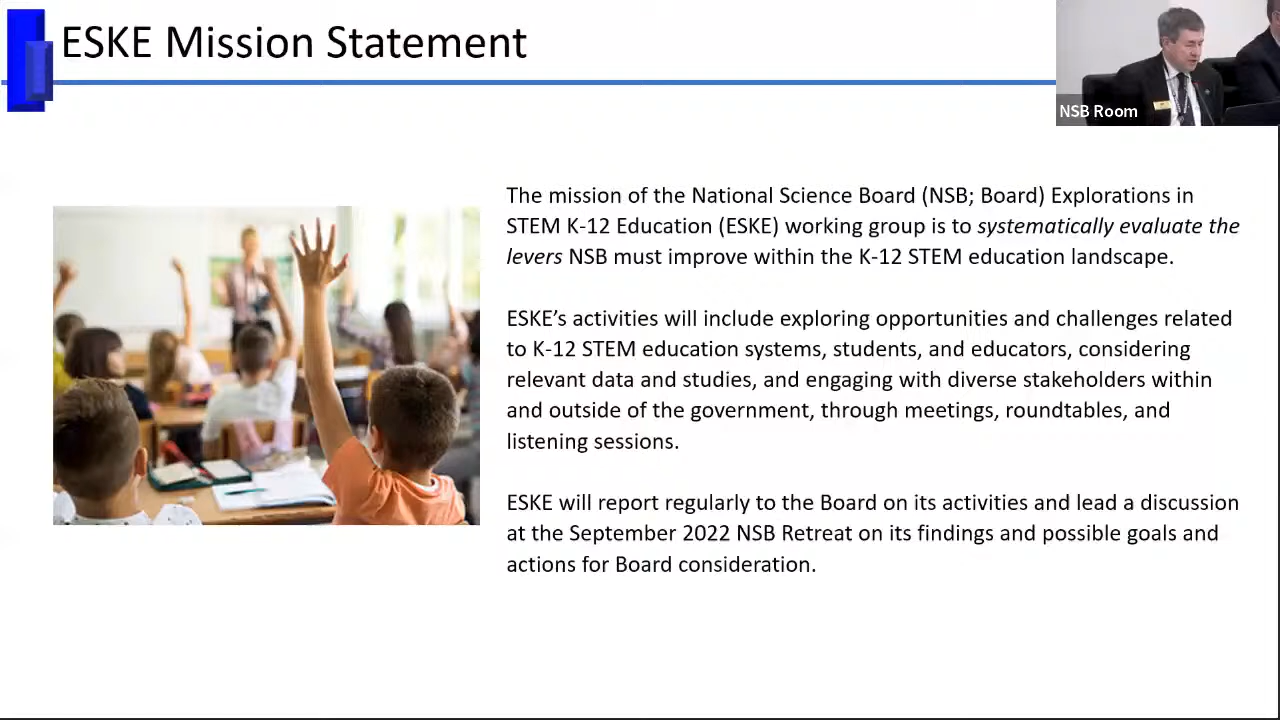 ESKE Mission Statement
NSB Room
The mission of the National Science Board (NSB; Board) Explorations in
STEM K-12 Education (ESKE) working group is to systematically evaluate the
levers NSB must improve within the K-12 STEM education landscape.
ESKE’s activities will include exploring opportunities and challenges related
to K-12 STEM education systems, students, and educators, considering
relevant data and studies, and engaging with diverse stakeholders within
and outside of the government, through meetings, roundtables, and
listening sessions.
ESKE will report regularly to the Board on its activities and lead a discussion
at the September 2022 NSB Retreat on its findings and possible goals and
actions for Board consideration.